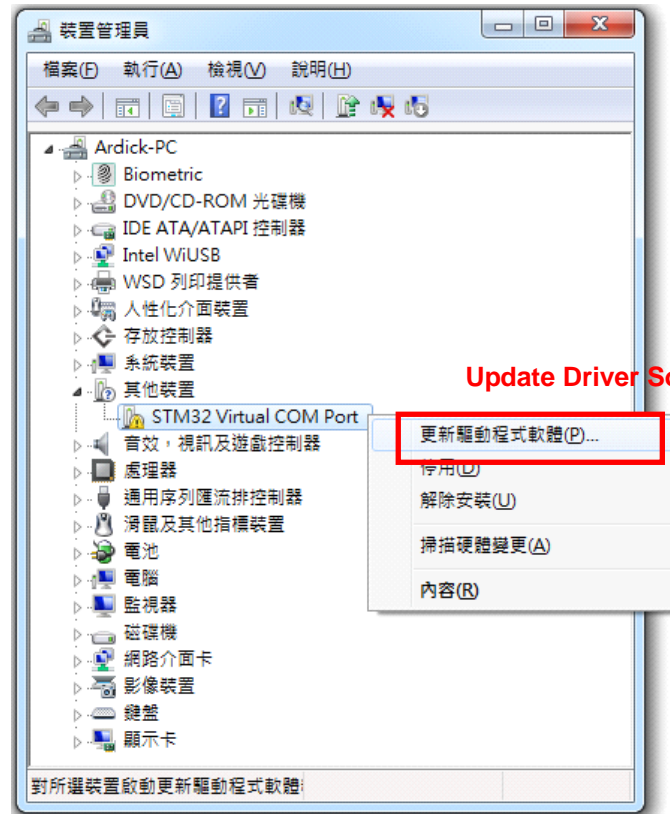 裝置管理員
檔案(F) 執行(A) 檢視(V) 說明(H)
Ardick-PC
Biometric
DVD/CD-ROM 光碟機
IDE ATA/ATAPI 控制器
Intel WiUSB
WSD 列印提供者
人性化介面裝置
存放控制器
系統裝置
Update Driver
其他裝置
STM32 Virtual COM Port
更新驅動程式軟體(P)...
音效，視訊及遊戲控制器
停用(D)
處理器
通用序列匯流排控制器
解除安裝(U)
滑鼠及其他指標裝置
電池
掃描硬體變更(A)
電腦
內容(R)
監視器
磁碟機
網路介面卡
影像裝置
鍵盤
顯示卡
對所選裝置啟動更新驅動程式軟體